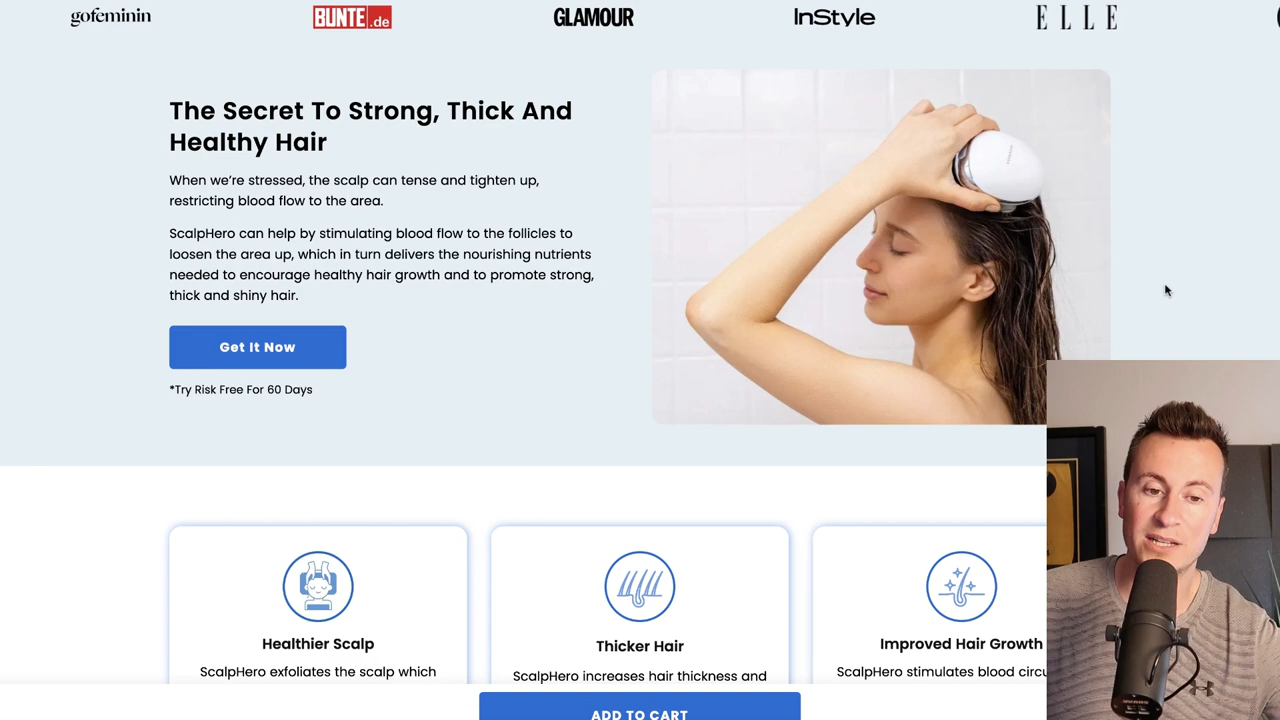 gofeminin
BUNTE.de
GLAMOUR
InStyle
ELLE
The Secret To Strong, Thick And
Healthy Hair
When we’re stressed, the scalp can tense and tighten up,
restricting blood flow to the area.
ScalpHero can help by stimulating blood flow to the follicles to
loosen the area up, which in turn delivers the nourishing nutrients
needed to encourage healthy hair growth and to promote strong,
thick and shiny hair.
Get It Now
*Try Risk Free For 60 Days
Healthier Scalp
ScalpHero exfoliates the scalp which
Thicker Hair
ScalpHero increases hair thickness and
Improved Hair Growth
ScalpHero stimulates blood
ADD TO CART